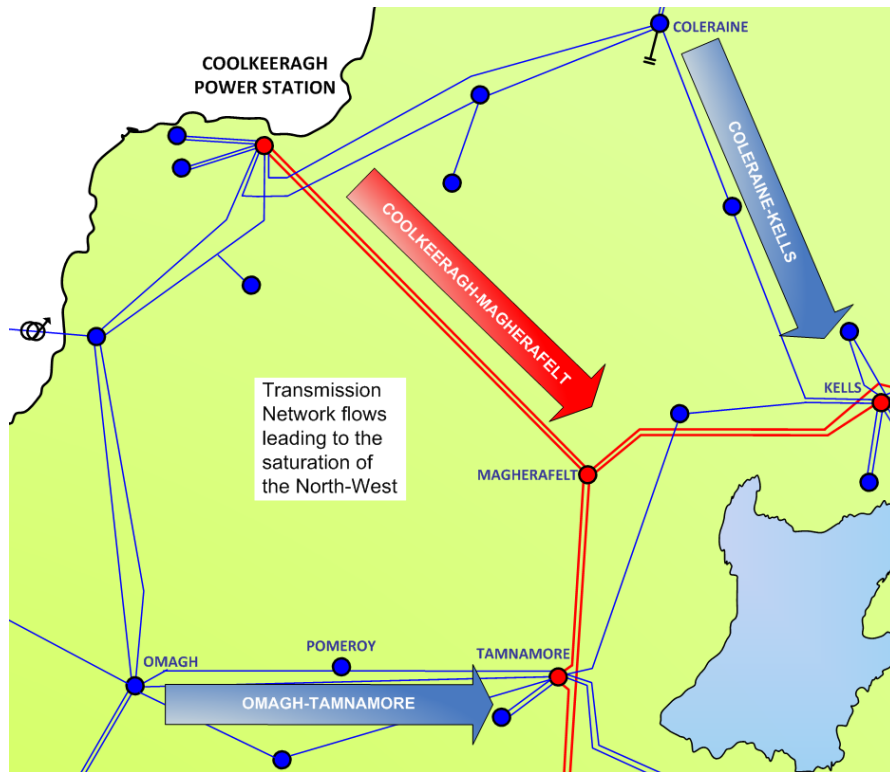 COOLKEERAGH
POWER STATION
COLERAINE
COLERAINE-KELLS
COOLKEERAGH-MAGHERAFELT
Transmission
Network flows
leading to the
saturation of
the North-West
KELLS
MAGHERAFELT
OMAGH
POMEROY
TAMNAMORE
OMAGH-TAMNAMORE